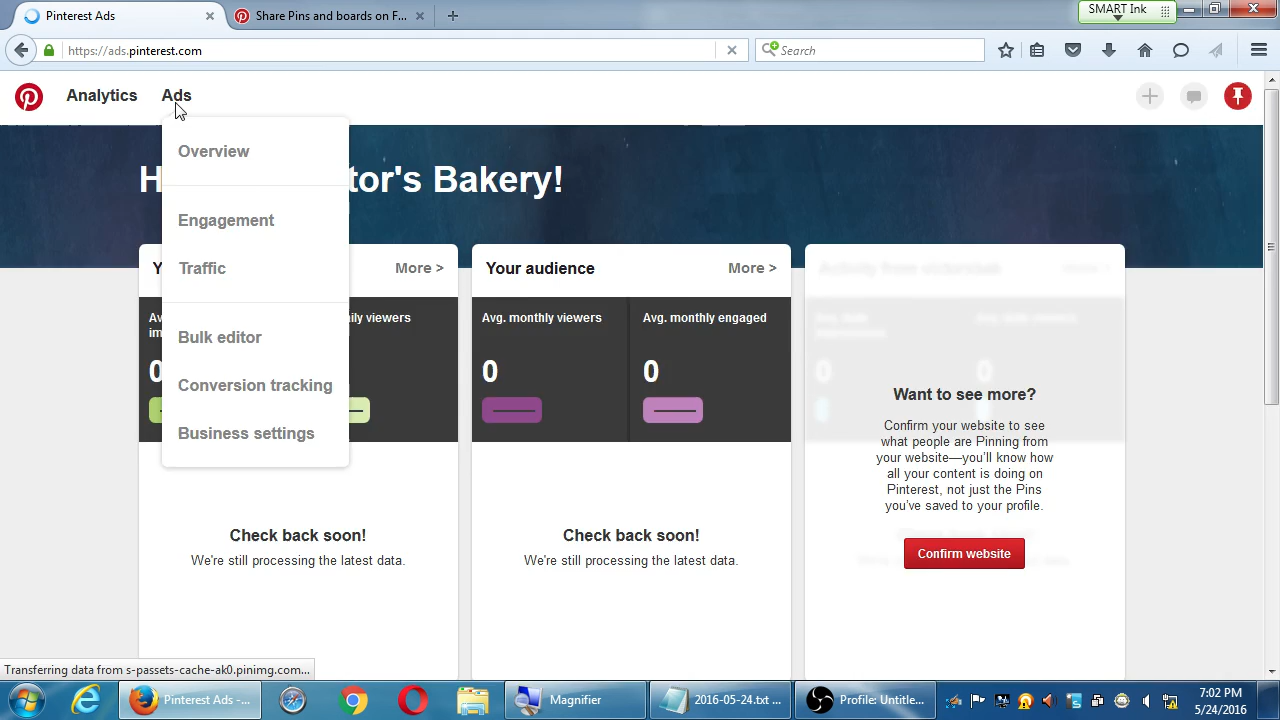 Pinterest Ads
Share Pins and boards on F...
SMART Ink
https://ads.pinterest.com
Search
Analytics
Ads
Overview
Engagement
Traffic
Bulk editor
Conversion tracking
Business settings
tor's Bakery!
More >
Your audience
More >
ily viewers
Avg. monthly viewers
Avg. monthly engaged
0
0
0
Want to see more?
Confirm your website to see
what people are Pinning from
your website—you'll know how
all your content is doing on
Pinterest, not just the Pins
you've saved to your profile.
Confirm website
Check back soon!
We're still processing the latest data.
Check back soon!
We're still processing the latest data.
Transferring data from s-passets-cache-ak0.pinimg.com...
Pinterest Ads -...
Magnifier
2016-05-24.txt ...
Profile: Untitle...
7:02 PM
5/24/2016